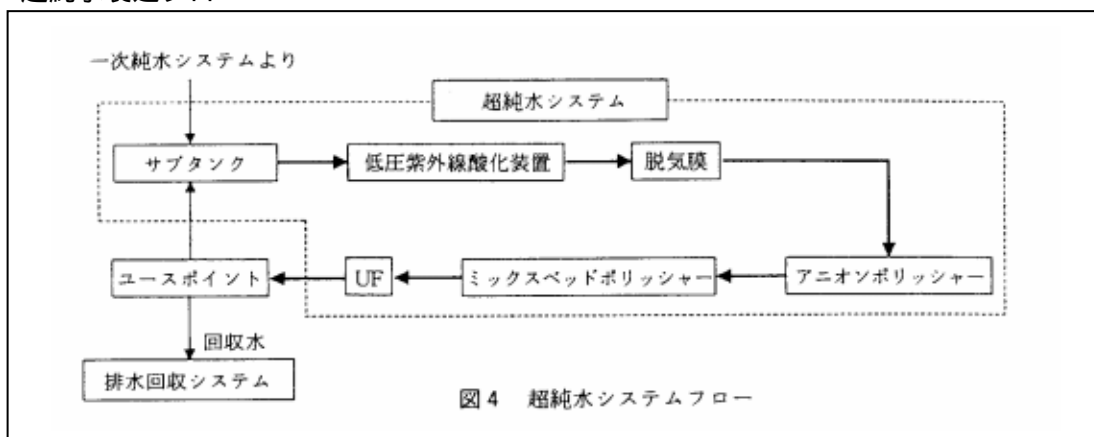 一次純水システムより
超純水システム
サブタンク
低圧紫外線酸化装置
脱気膜
ユースポイント
UF
ミックスベッドポリッシャー
アニオンポリッシャー
回収水
排水回収システム
図4 超純水システムフロー